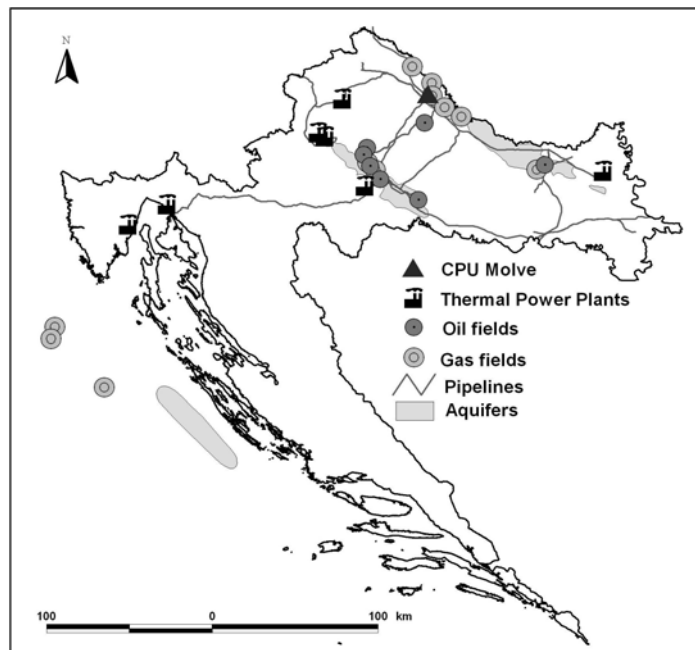 N
CPU Molve
Thermal Power Plants
Oil fields
Gas fields
Pipelines
Aquifers
100 0 100 km